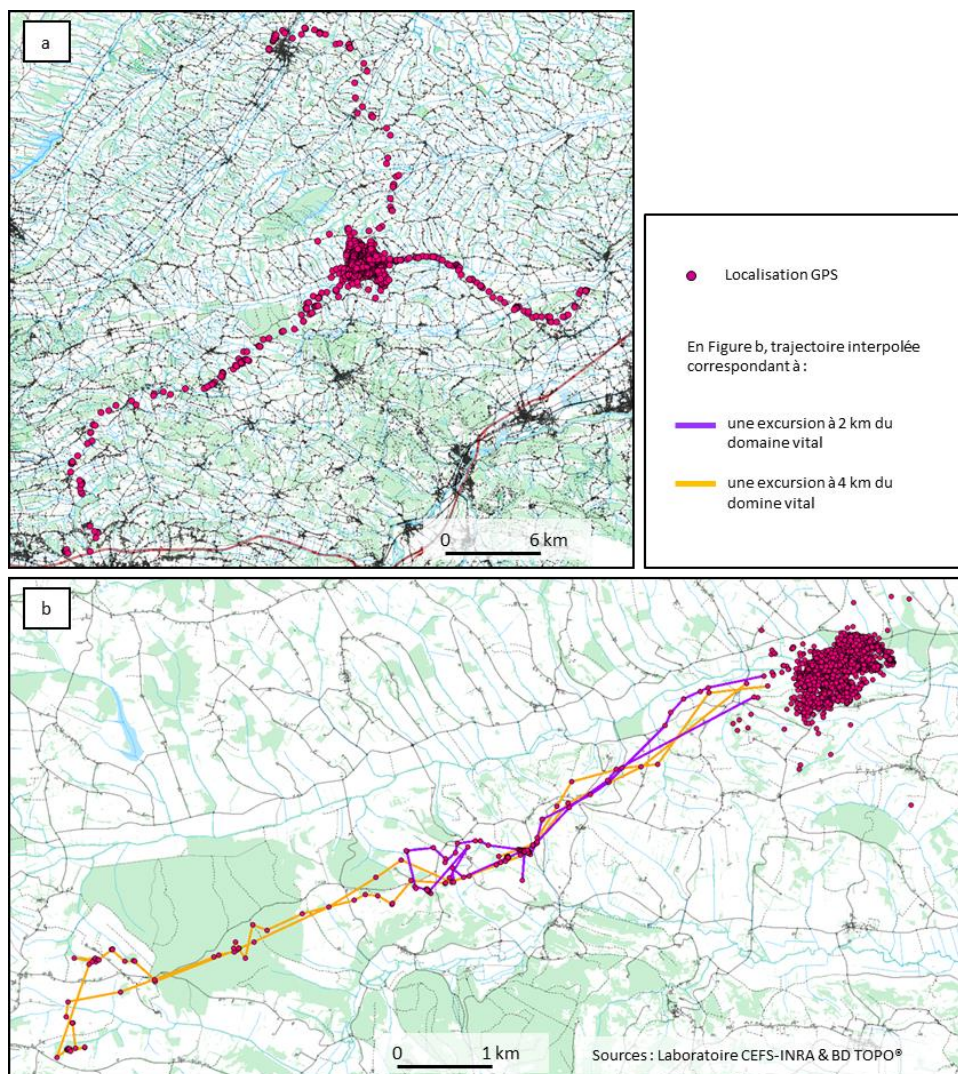 a
0 6 km
Localisation GPS
En Figure b, trajectoire interpolée
correspondant à :
une excursion à 2 km du
domaine vital
une excursion à 4 km du
domine vital
b
0 1 km
Sources : Laboratoire CEFS-INRA & BD TOPO®